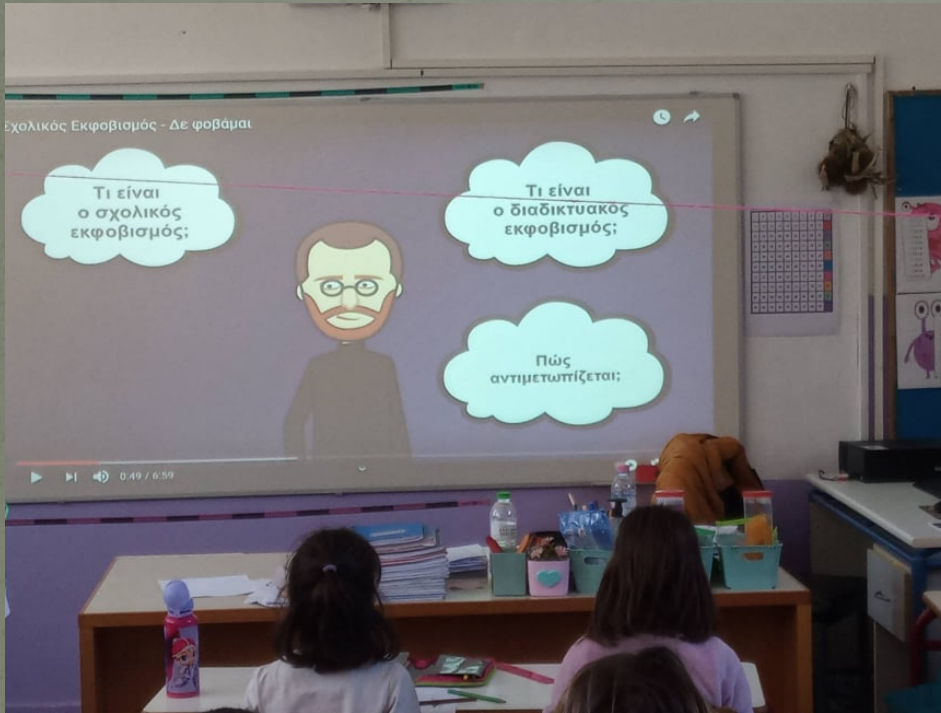 Σχολικός Εκφοβισμός - Δε φοβάμαι
Τι είναι
ο σχολικός
εκφοβισμός;
Τι είναι
ο διαδικτυακός
εκφοβισμός;
Πώς
αντιμετωπίζεται;
0:49 / 6:59